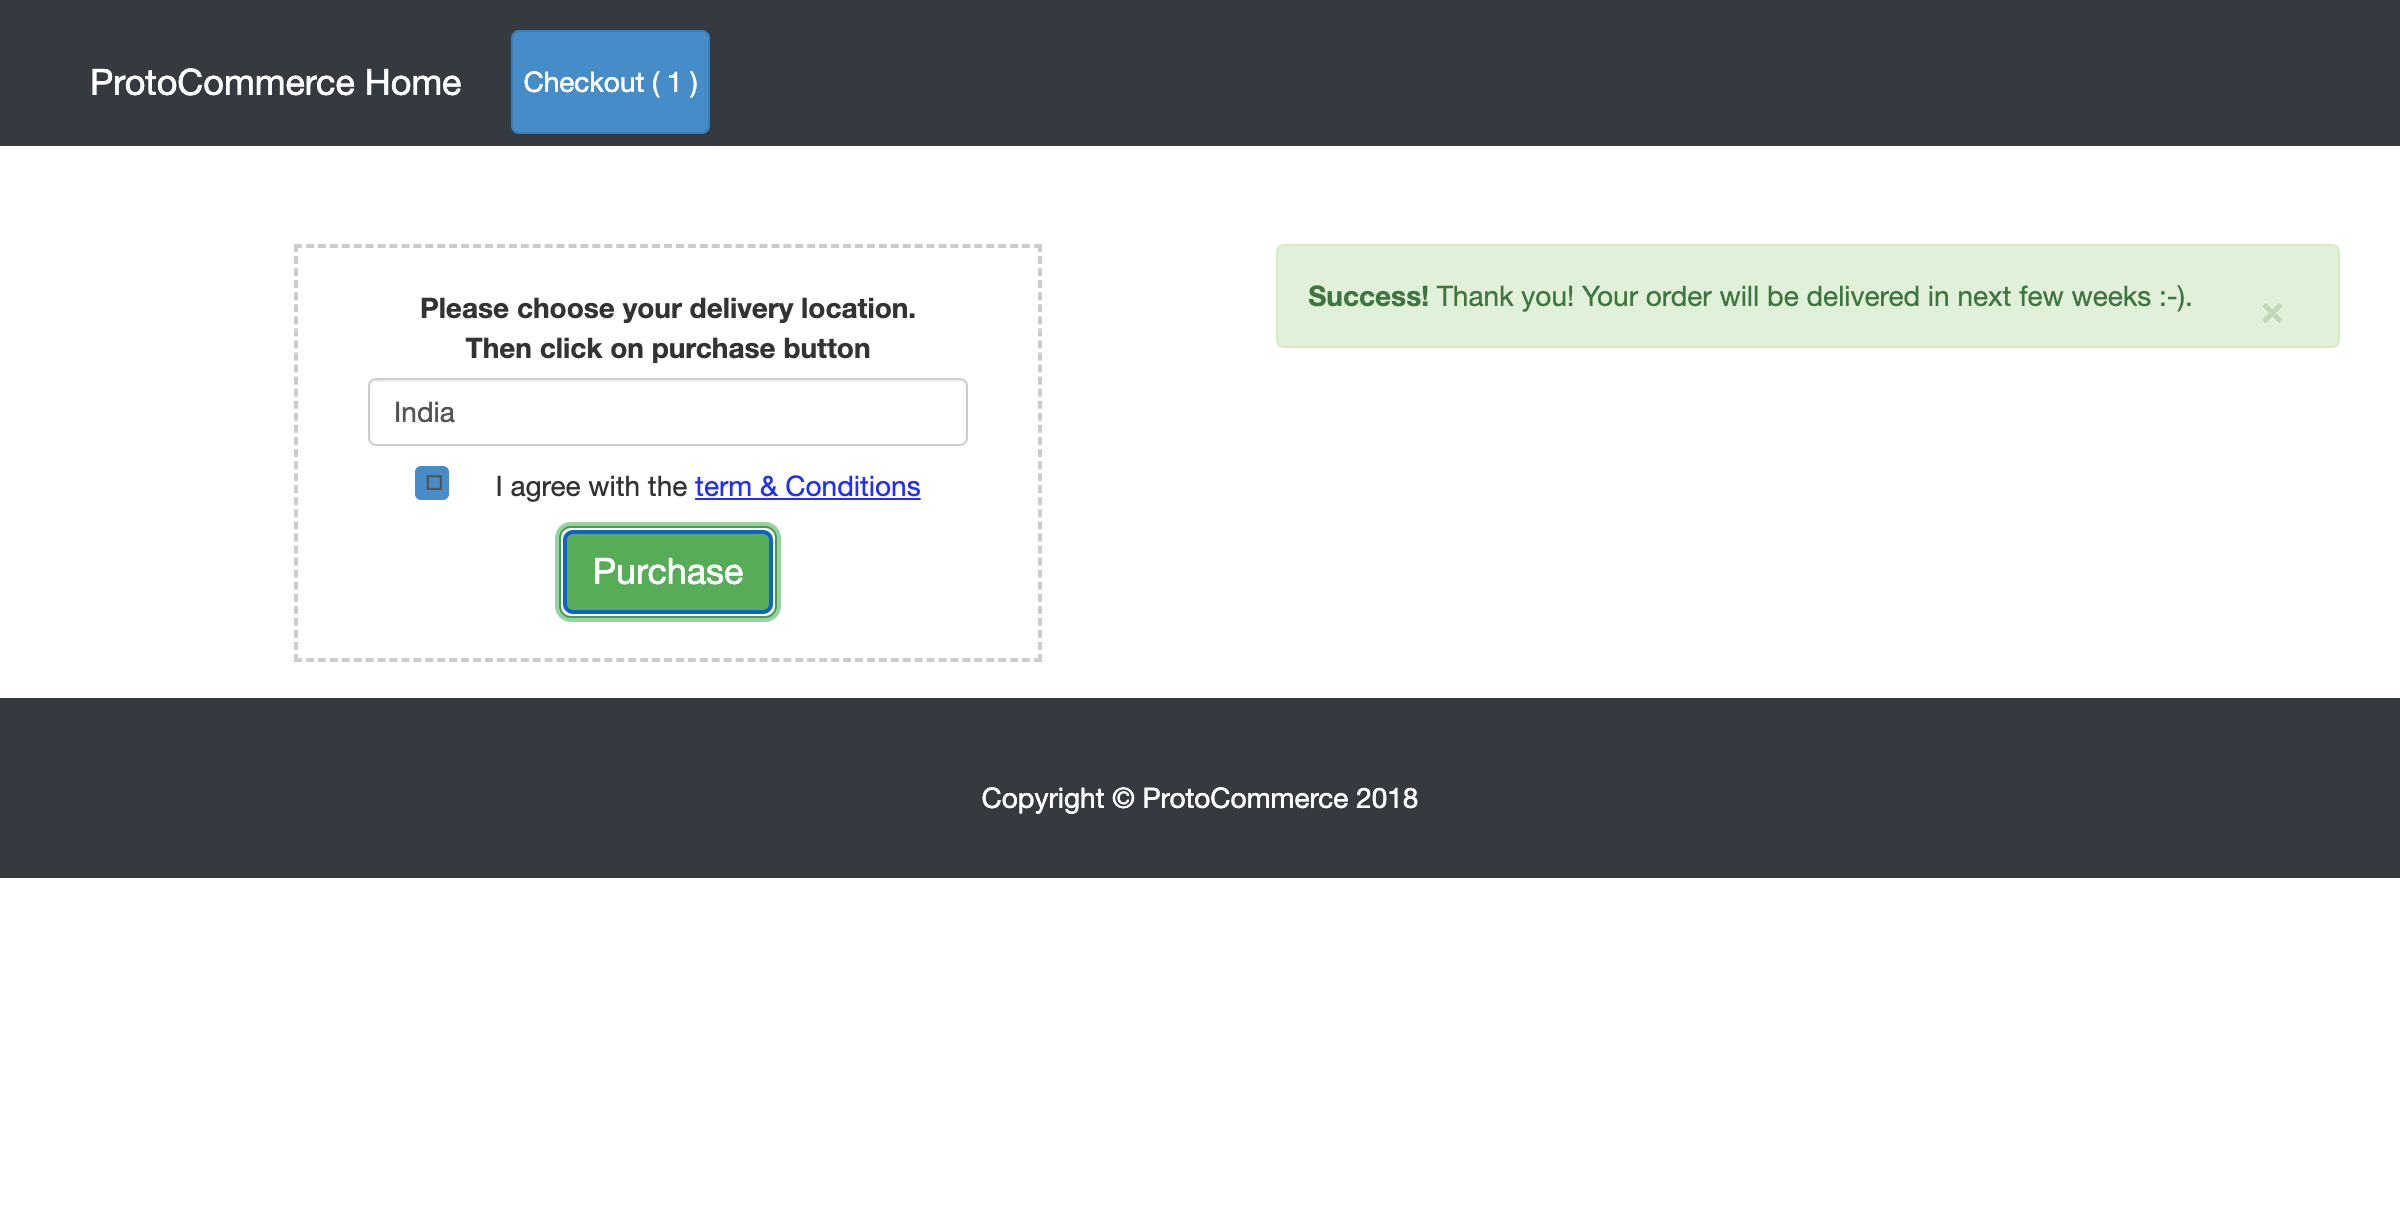 ProtoCommerce Home
Checkout ( 1 )
Please choose your delivery location.
Then click on purchase button
India
I agree with the term & Conditions
Purchase
Success! Thank you! Your order will be delivered in next few weeks :-).
×
Copyright © ProtoCommerce 2018